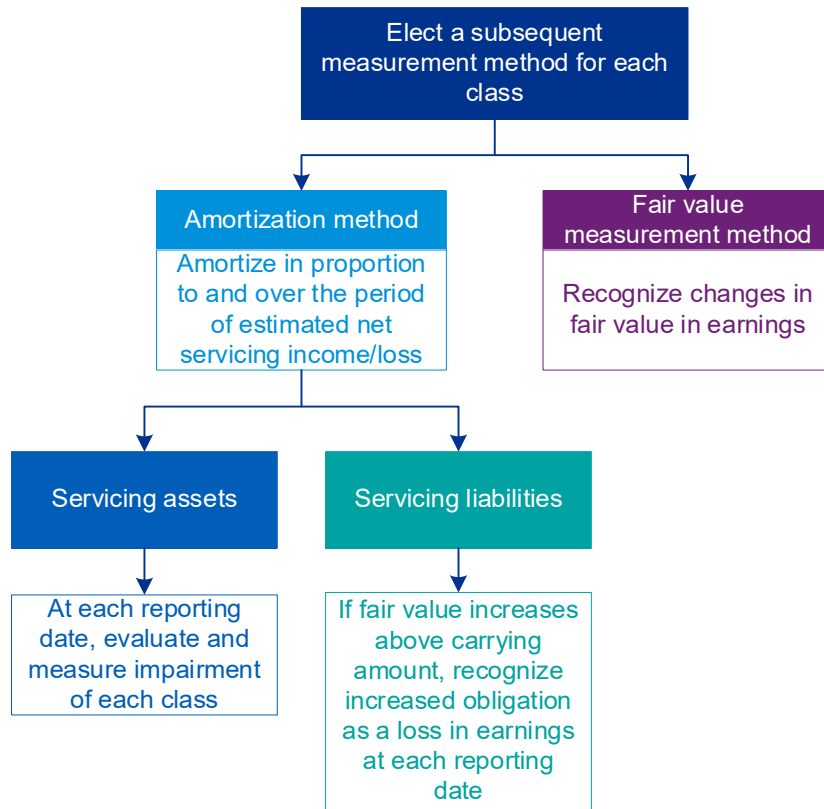 Elect a subsequent
measurement method for each
class
Amortization method
Amortize in proportion
to and over the period
of estimated net
servicing income/loss
Fair value
measurement method
Recognize changes in
fair value in earnings
Servicing assets
At each reporting
date, evaluate and
measure impairment
of each class
Servicing liabilities
If fair value increases
above carrying
amount, recognize
increased obligation
as a loss in earnings
at each reporting
date